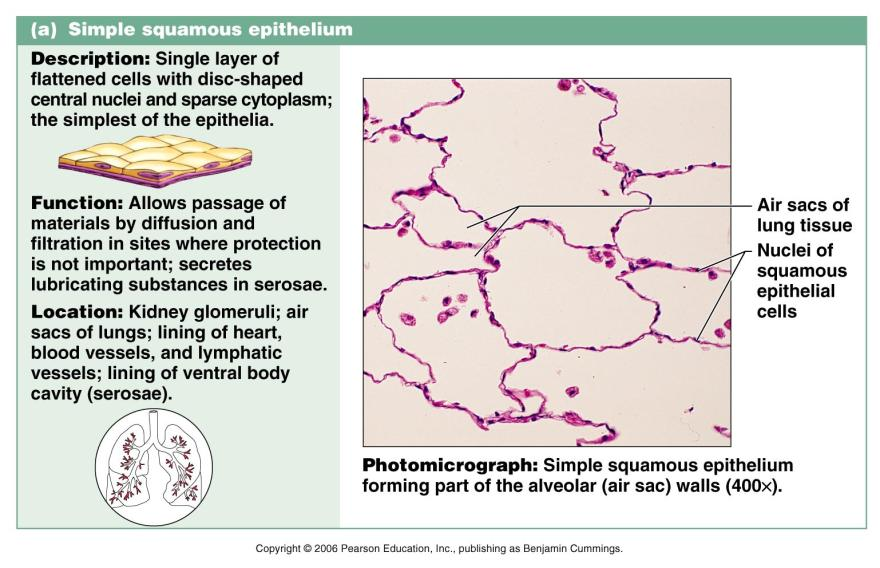 (a) Simple squamous epithelium
Description: Single layer of
flattened cells with disc-shaped
central nuclei and sparse cytoplasm;
the simplest of the epithelia.
Function: Allows passage of
materials by diffusion and
filtration in sites where protection
is not important; secretes
lubricating substances in serosae.
Location: Kidney glomeruli; air
sacs of lungs; lining of heart,
blood vessels, and lymphatic
vessels; lining of ventral body
cavity (serosae).
Air sacs of
lung tissue
Nuclei of
squamous
epithelial
cells
Photomicrograph: Simple squamous epithelium
forming part of the alveolar (air sac) walls (400×).
Copyright © 2006 Pearson Education, Inc., publishing as Benjamin Cummings.